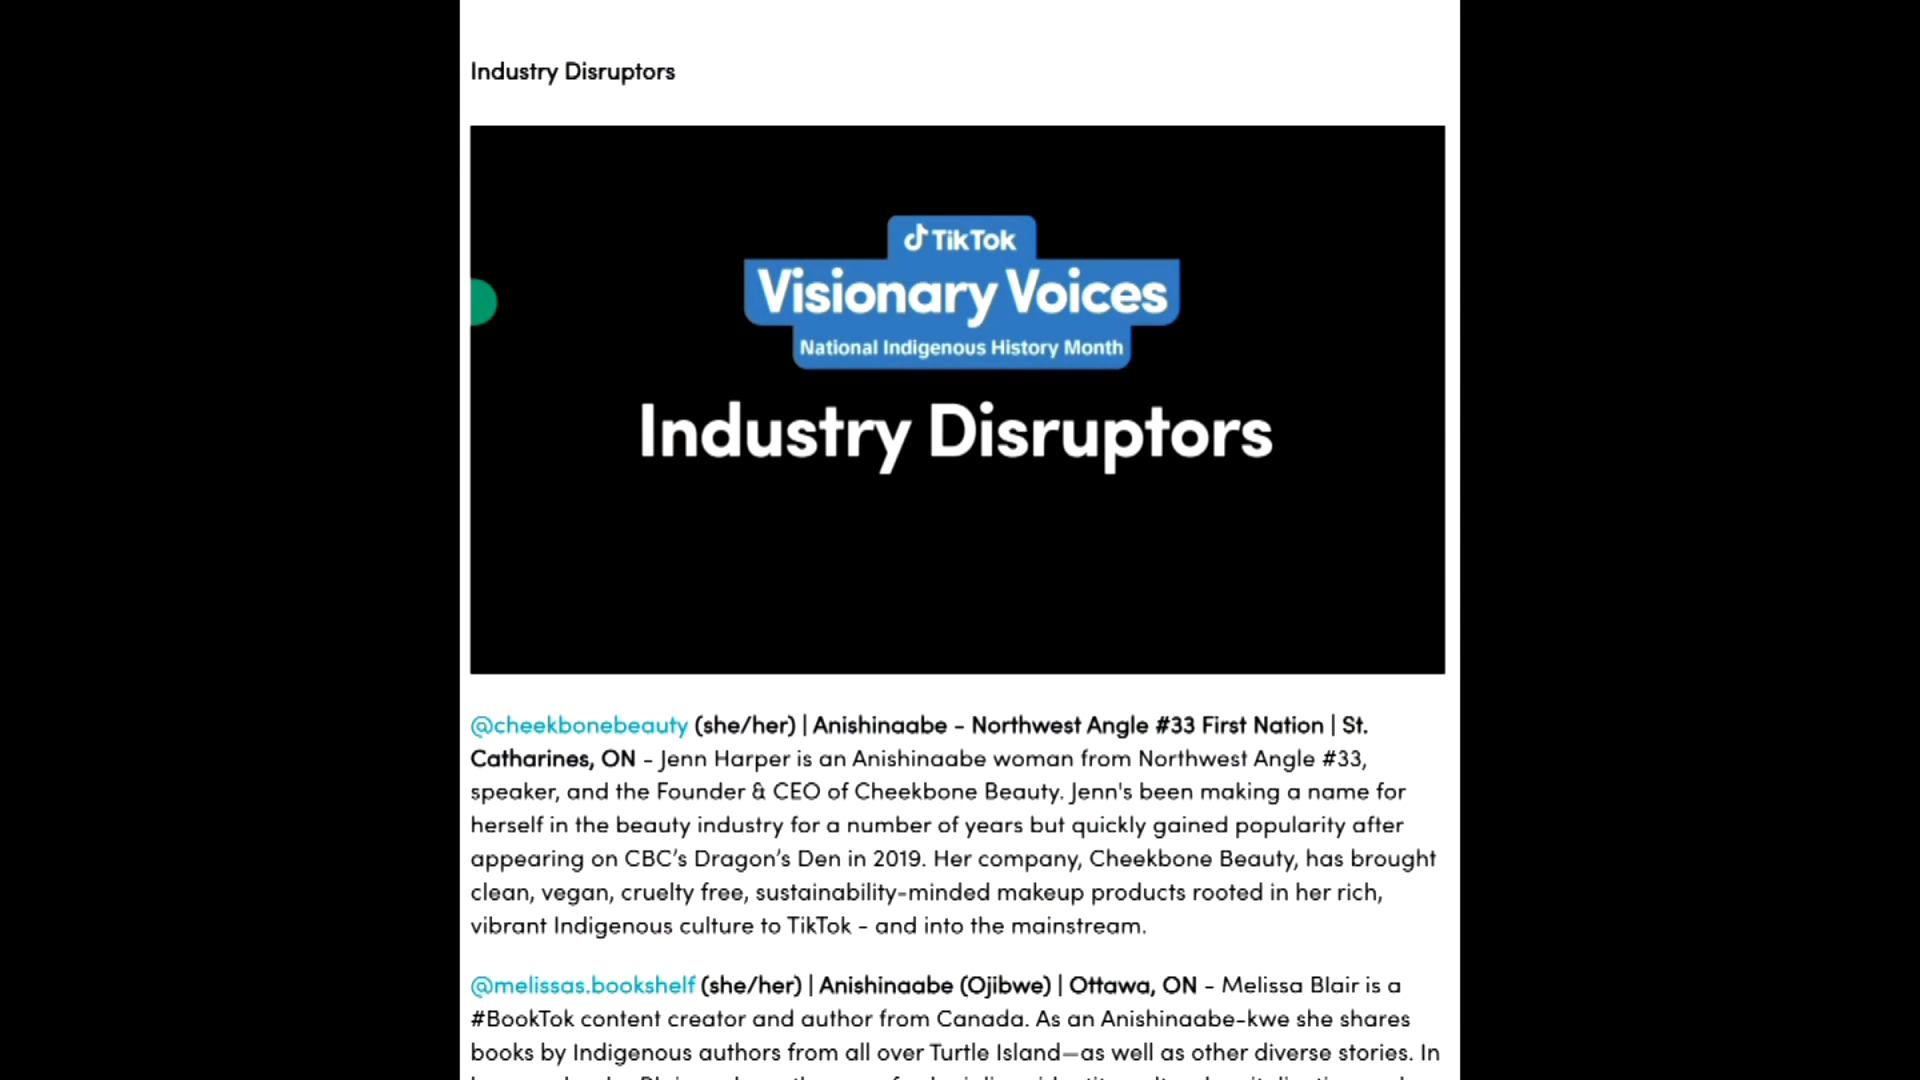 Industry Disruptors
TikTok
Visionary Voices
National Indigenous History Month
Industry Disruptors
@cheekbonebeauty (she/her) | Anishinaabe - Northwest Angle #33 First Nation | St.
Catharines, ON - Jenn Harper is an Anishinaabe woman from Northwest Angle #33,
speaker, and the Founder & CEO of Cheekbone Beauty. Jenn's been making a name for
herself in the beauty industry for a number of years but quickly gained popularity after
appearing on CBC’s Dragon’s Den in 2019. Her company, Cheekbone Beauty, has brought
clean, vegan, cruelty free, sustainability-minded makeup products rooted in her rich,
vibrant Indigenous culture to TikTok - and into the mainstream.
@melissas.bookshelf (she/her) | Anishinaabe (Ojibwe) | Ottawa, ON - Melissa Blair is a
#BookTok content creator and author from Canada. As an Anishinaabe-kwe she shares
books by Indigenous authors from all over Turtle Island—as well as other diverse stories. In